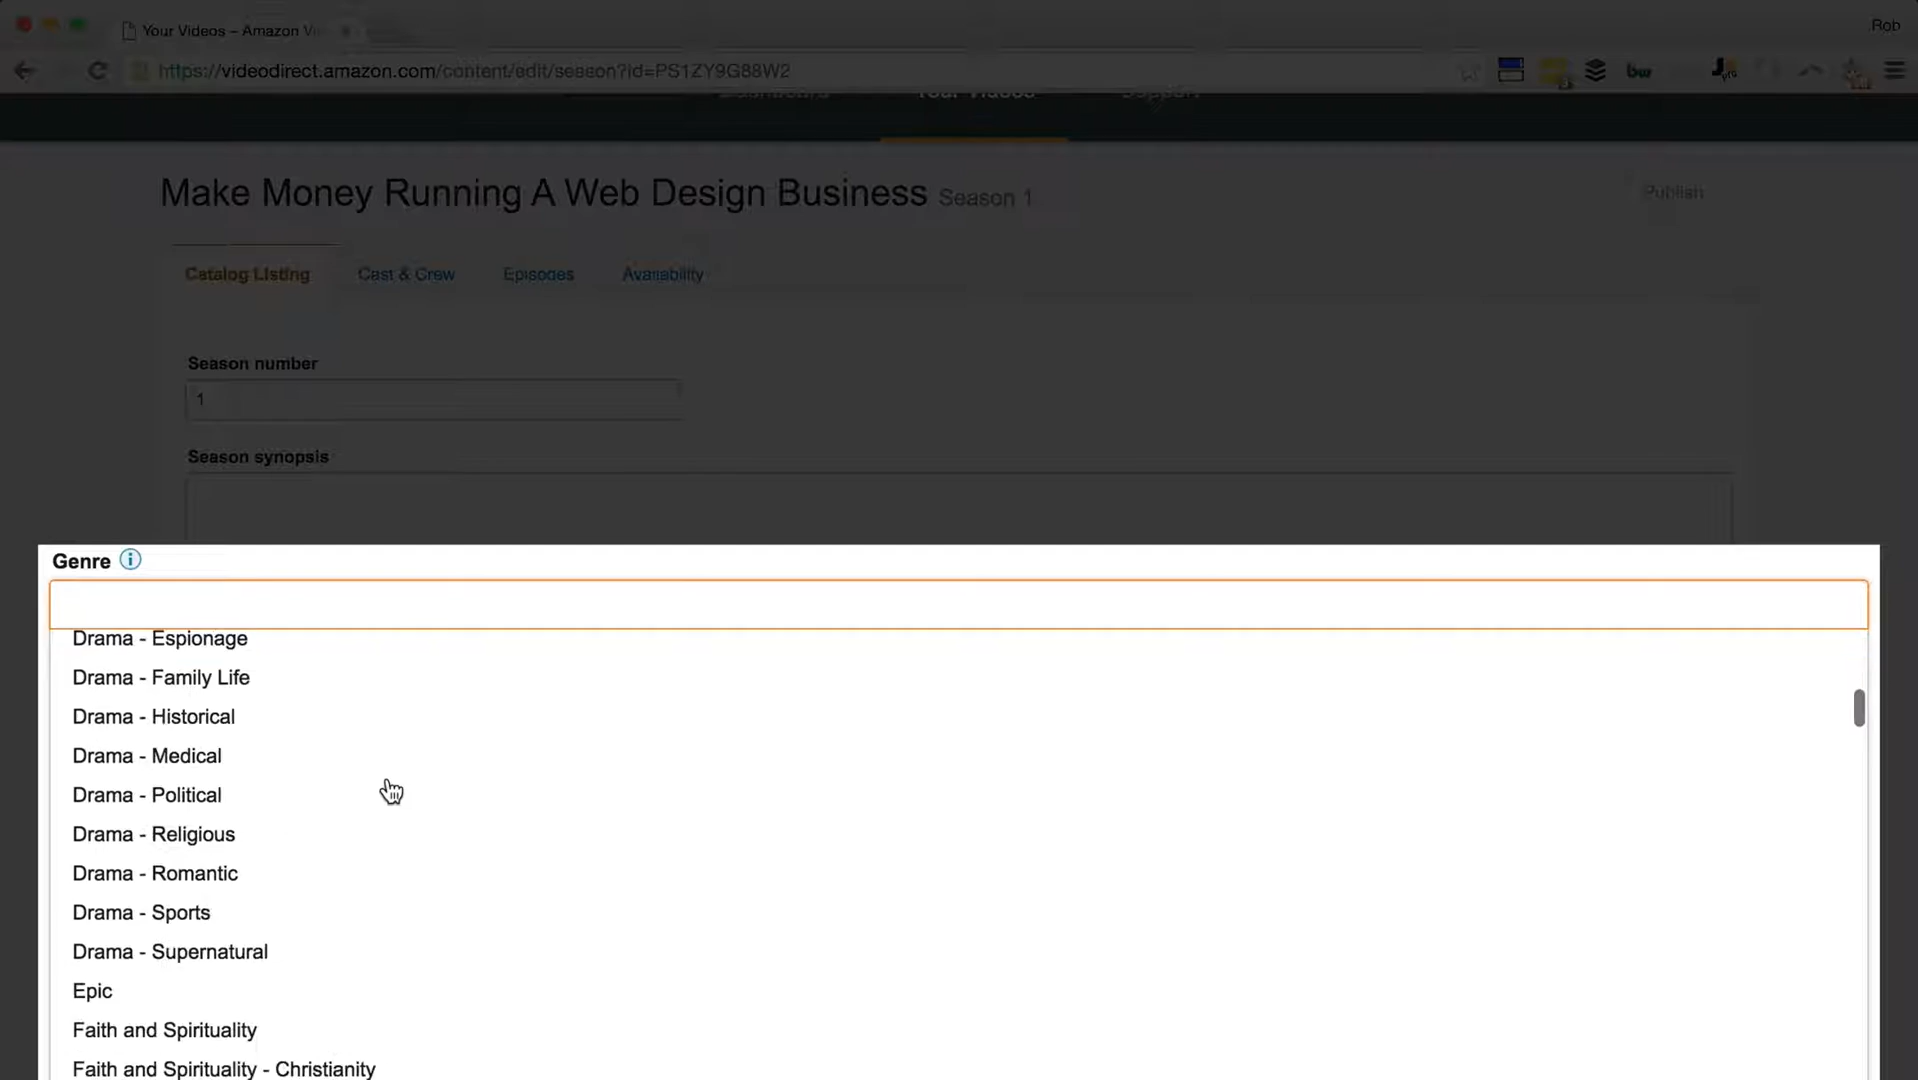 Rob
Your Videos – Amazon Vi
https://videodirect.amazon.com/content/edit/season?id=PS1ZY9G88W2
bw
Dashboard Your Videos Support
Make Money Running A Web Design Business Season 1
Publish
Catalog Listing Cast & Crew Episodes Availability
Season number
1
Season synopsis
Genre
Drama - Espionage
Drama - Family Life
Drama - Historical
Drama - Medical
Drama - Political
Drama - Religious
Drama - Romantic
Drama - Sports
Drama - Supernatural
Epic
Faith and Spirituality
Faith and Spirituality - Christianity